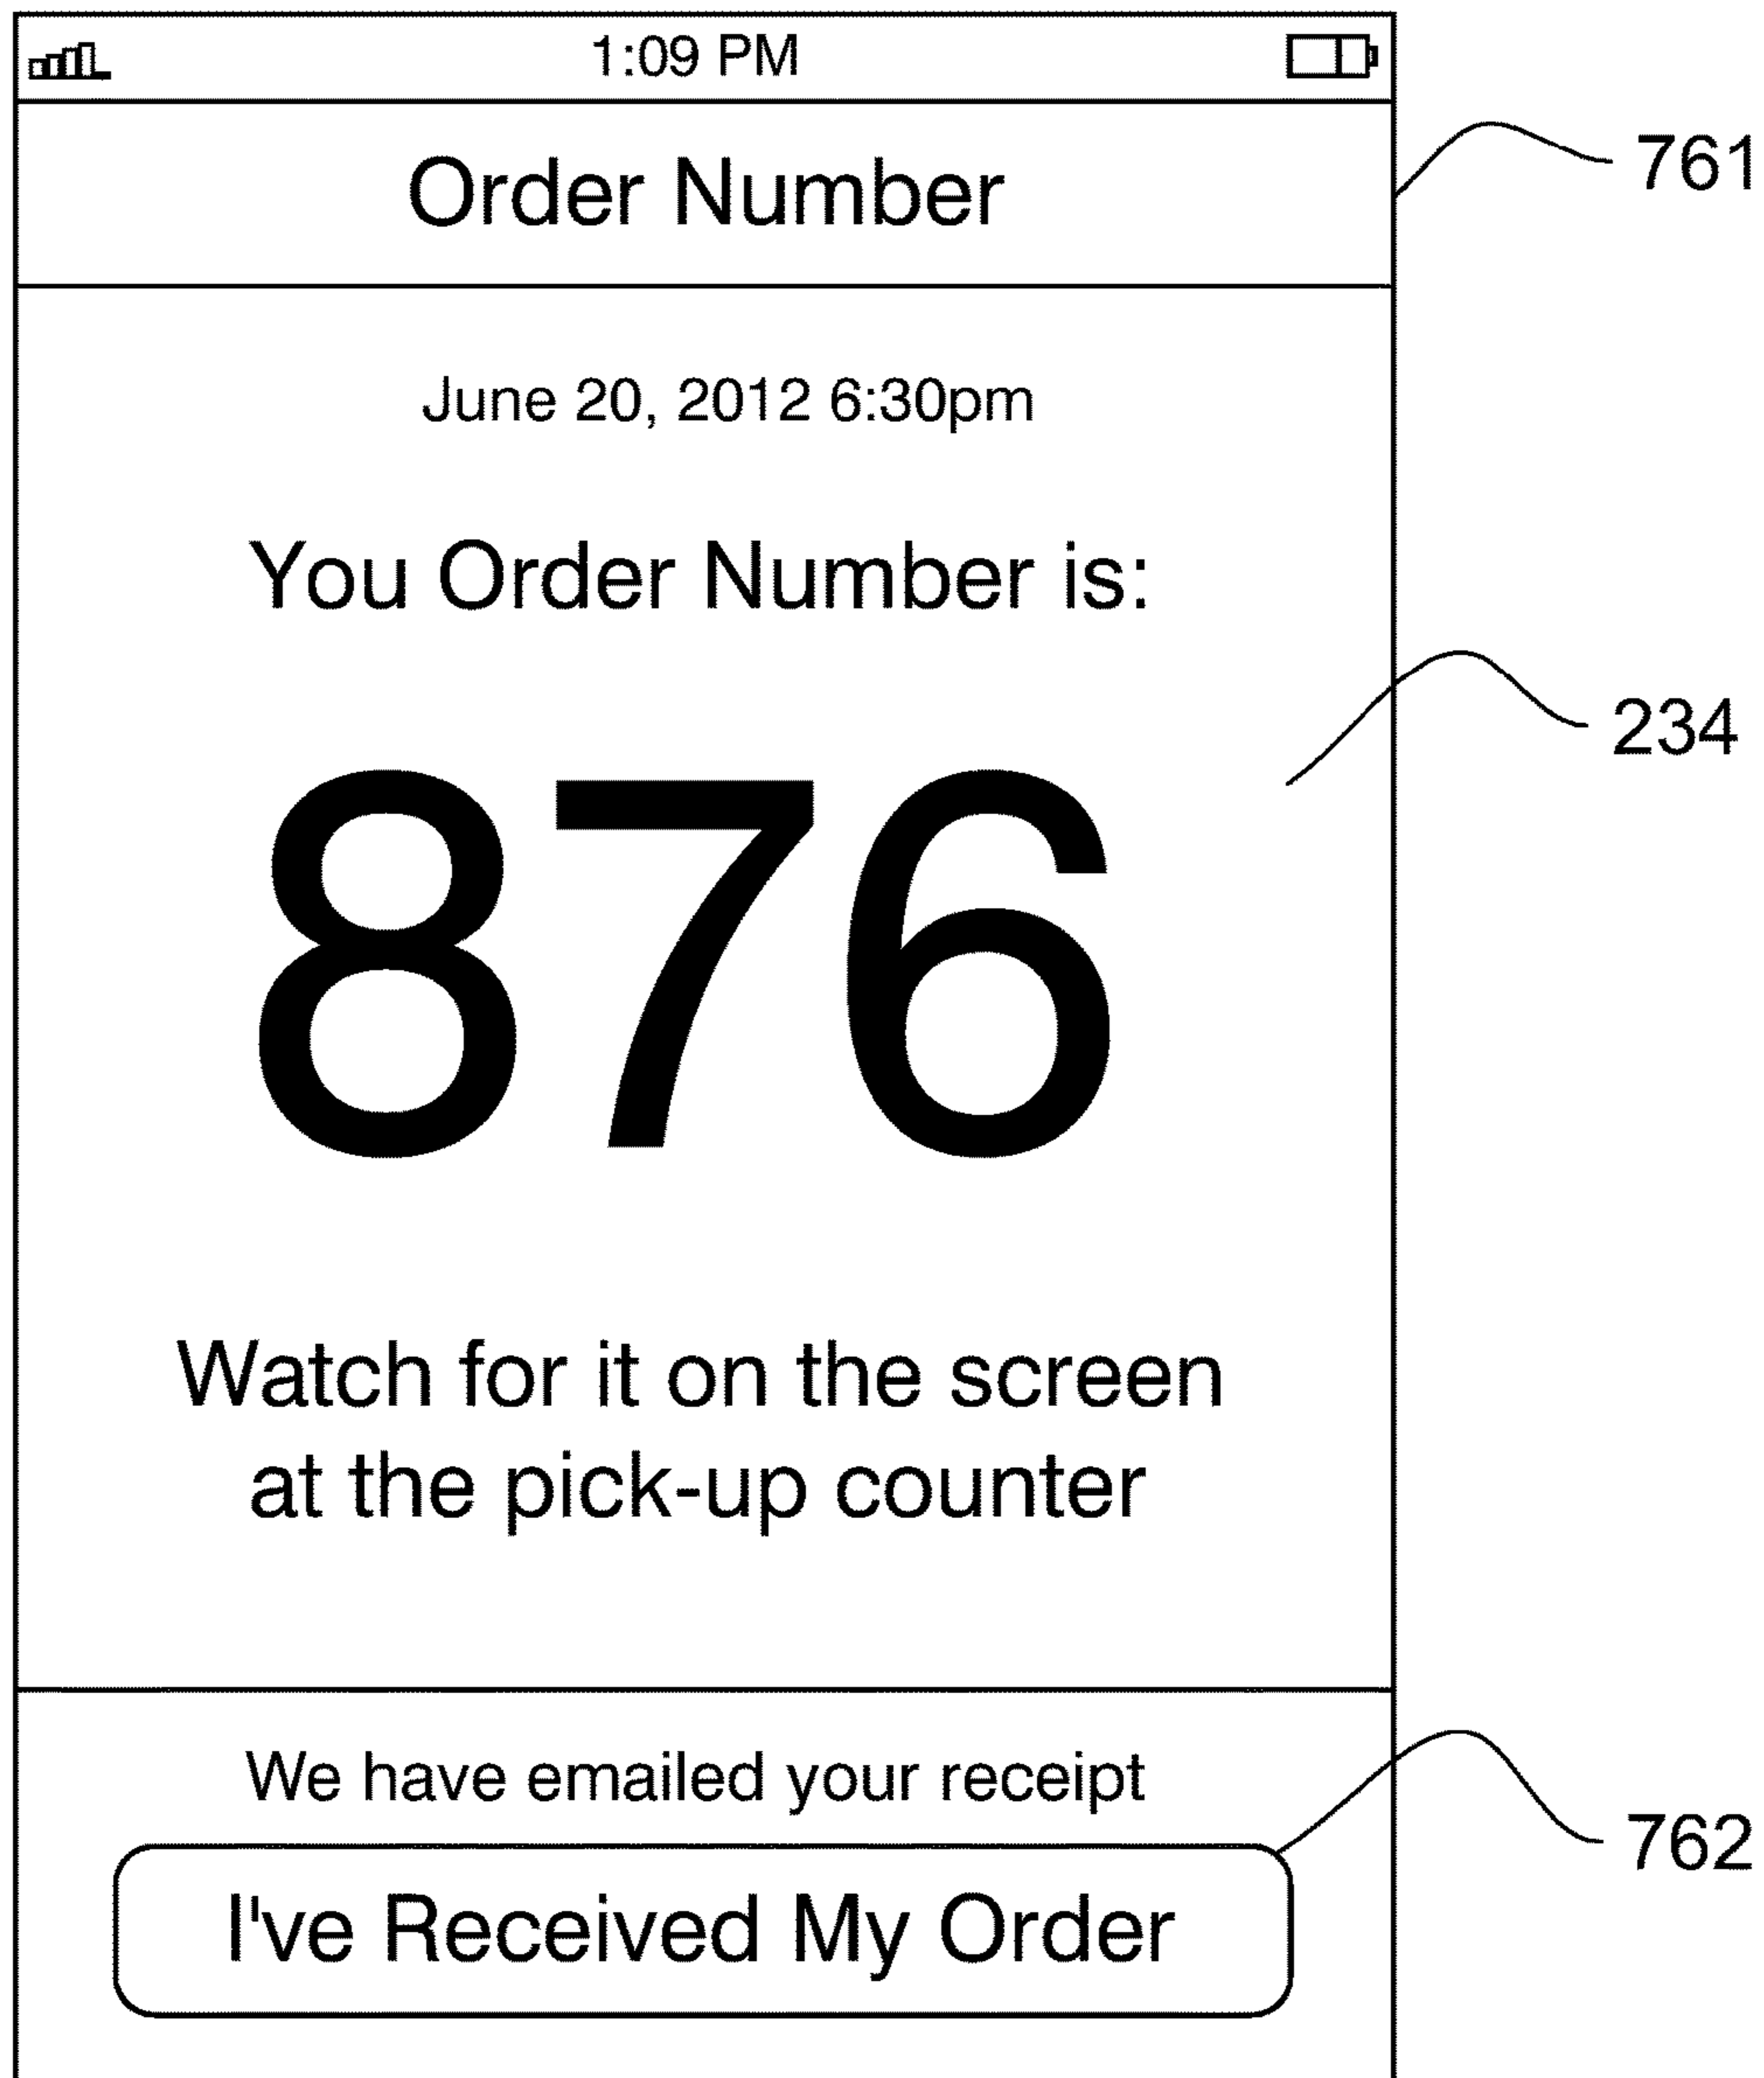 1:09 PM
Order Number
761
June 20, 2012 6:30pm
You Order Number is:
234
876
Watch for it on the screen
at the pick-up counter
We have emailed your receipt
762
I've Received My Order